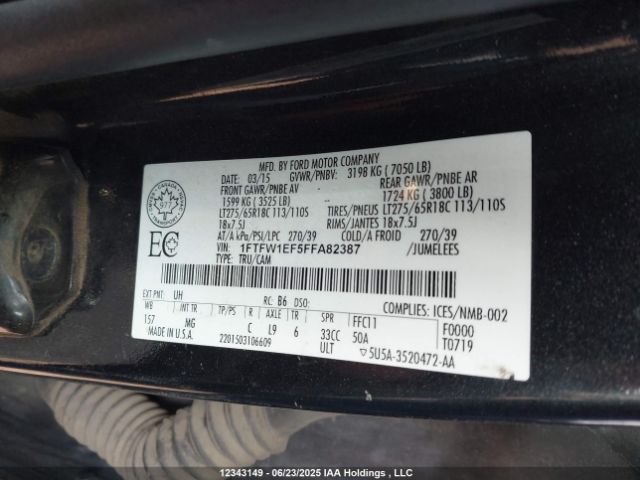 MFD. BY FORD MOTOR COMPANY
DATE: 03/15 GVWR/PNBV: 3198 KG ( 7050 LB)
FRONT GAWR/PNBE AV REAR GAWR/PNBE AR
1599 KG ( 3525 LB) 1724 KG ( 3800 LB)
LT275/65R18C 113/110S TIRES/PNEUS LT275/65R18C 113/110S
18x7.5J RIMS/JANTES 18x7.5J
AT/A kPa/PSI/LPC 270/39 COLD/A FROID 270/39
VIN: 1FTFW1EF5FFA82387 /JUMELEES
TYPE: TRU/CAM
CANADA
977
TRANSPORT
EC
EXT PNT: UH RC: B6 DSO: COMPLIES: ICES/NMB-002
WB INT TR TP/PS R AXLE TR SPR FFC11 F0000
157 MG C L9 6 33CC 50A T0719
MADE IN U.S.A. 2201503106609 ULT ▽5U5A-3520472-AA
12343149 - 06/23/2025 IAA Holdings , LLC